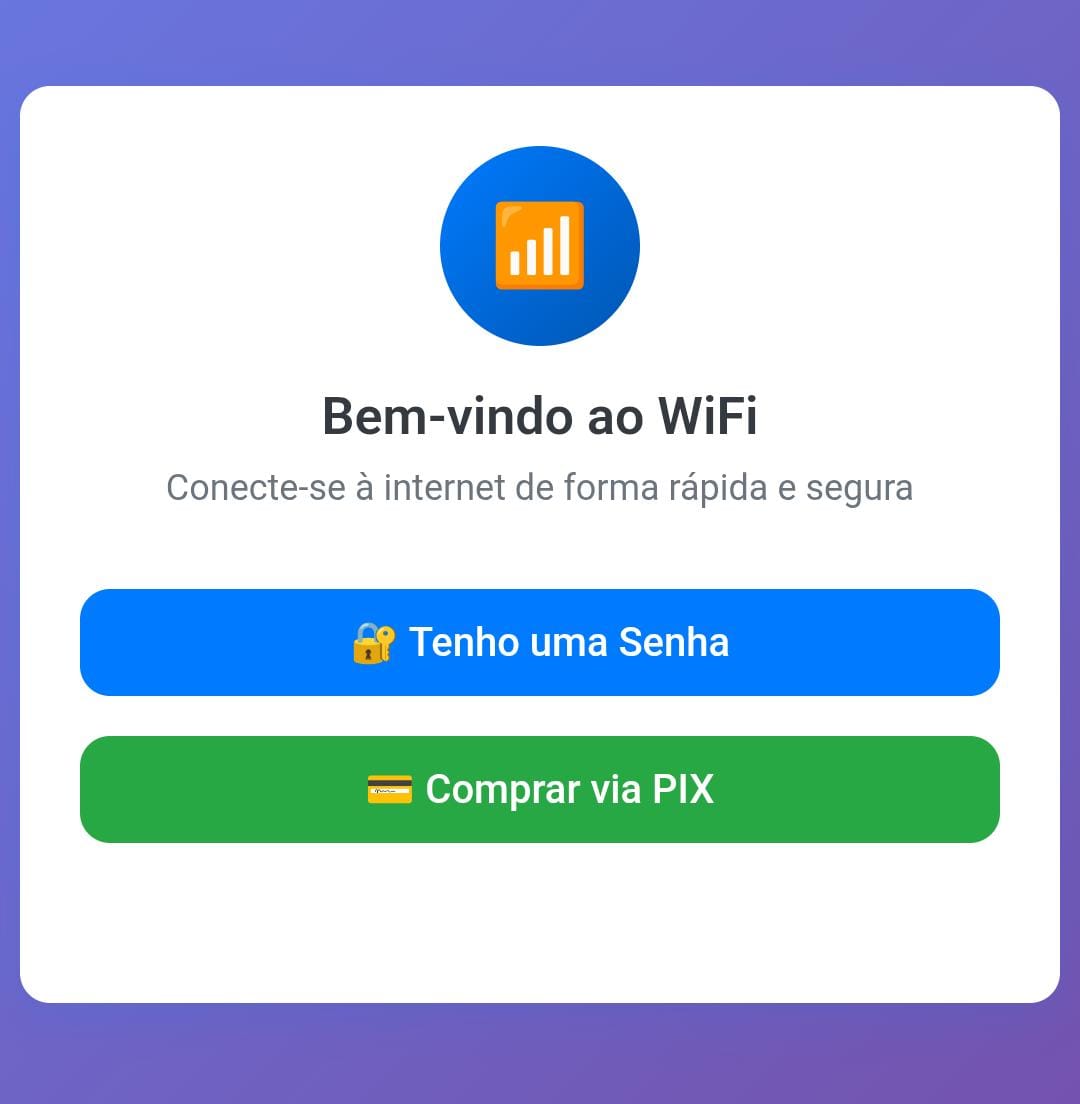 Bem-vindo ao WiFi
Conecte-se à internet de forma rápida e segura
🔐 Tenho uma Senha
💳 Comprar via PIX